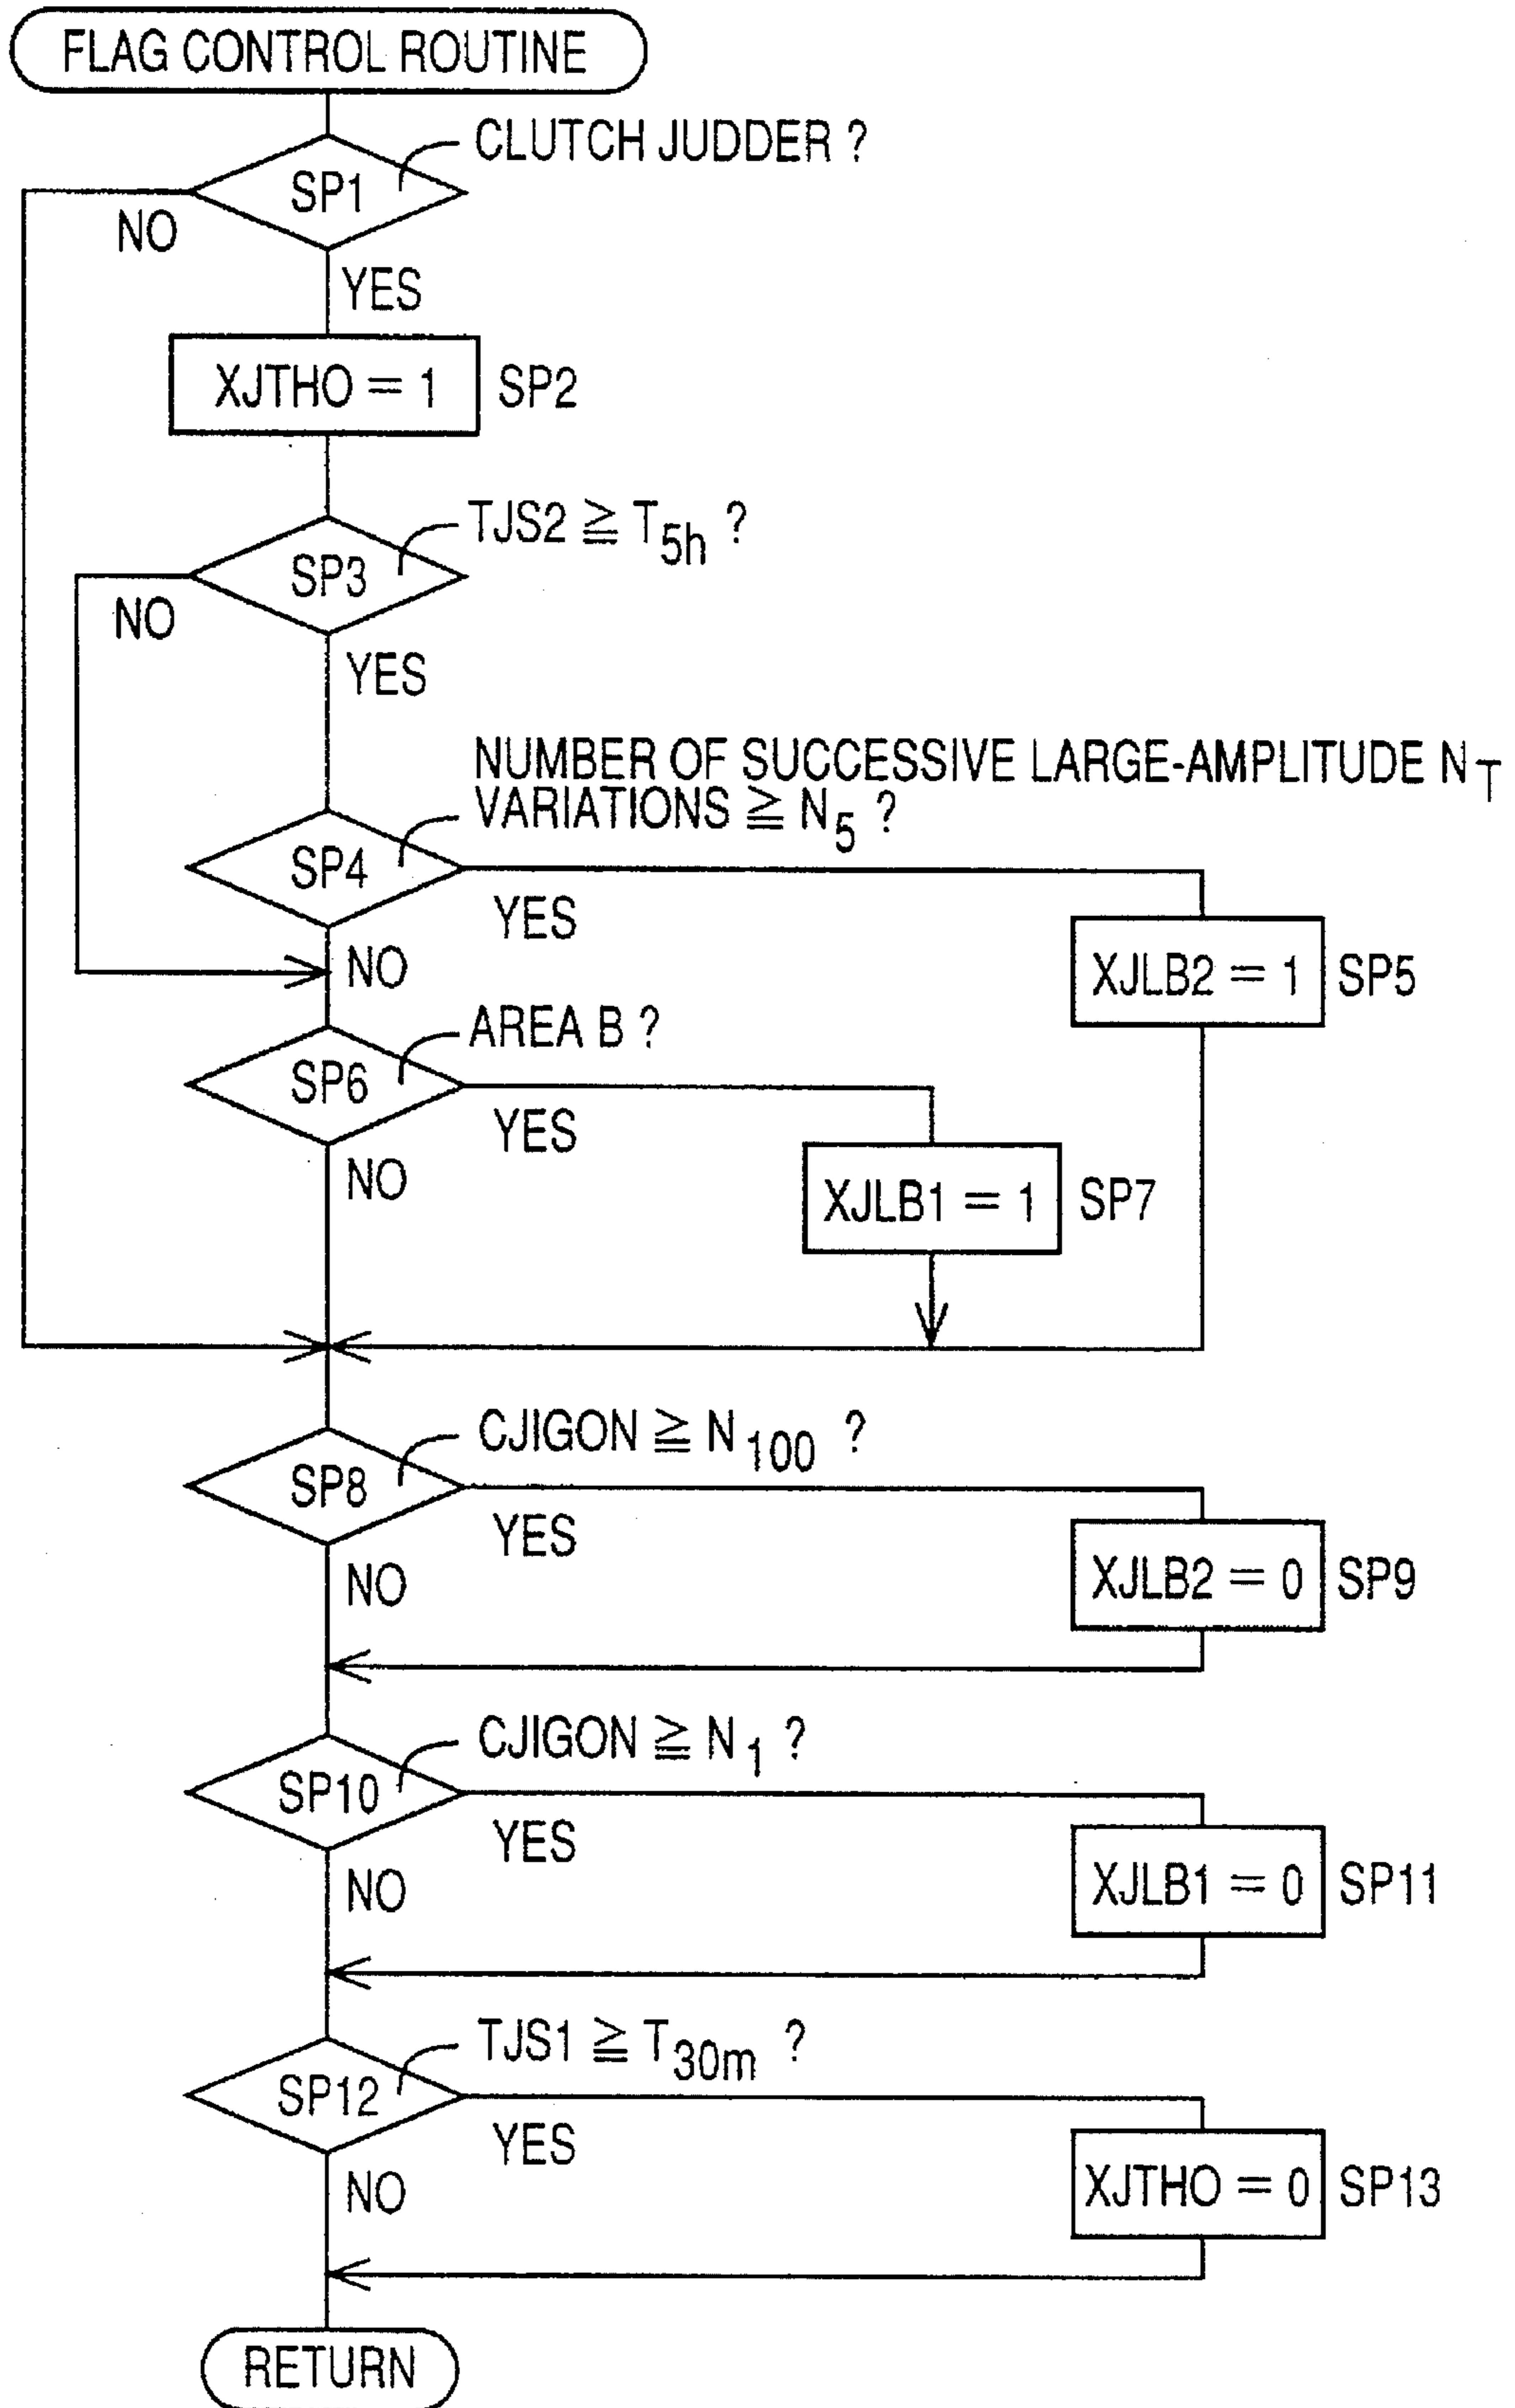 FLAG CONTROL ROUTINE
CLUTCH JUDDER ?
SP1
NO
YES
XJTHO = 1
SP2
TJS2 ≧ T5h ?
SP3
NO
YES
NUMBER OF SUCCESSIVE LARGE-AMPLITUDE NT
VARIATIONS ≧ N5 ?
SP4
YES
NO
XJLB2 = 1
SP5
AREA B ?
SP6
YES
NO
XJLB1 = 1
SP7
CJIGON ≧ N100 ?
SP8
YES
NO
XJLB2 = 0
SP9
CJIGON ≧ N1 ?
SP10
YES
NO
XJLB1 = 0
SP11
TJS1 ≧ T30m ?
SP12
YES
NO
XJTHO = 0
SP13
RETURN